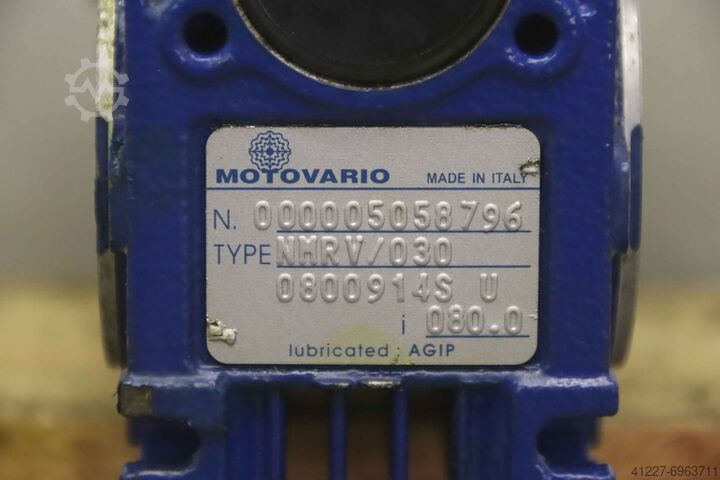 MOTOVARIO MADE IN ITALY
N. 000005058796
TYPE NMRV/030
0800914S U
i 080.0
lubricated : AGIP
41227-6963711